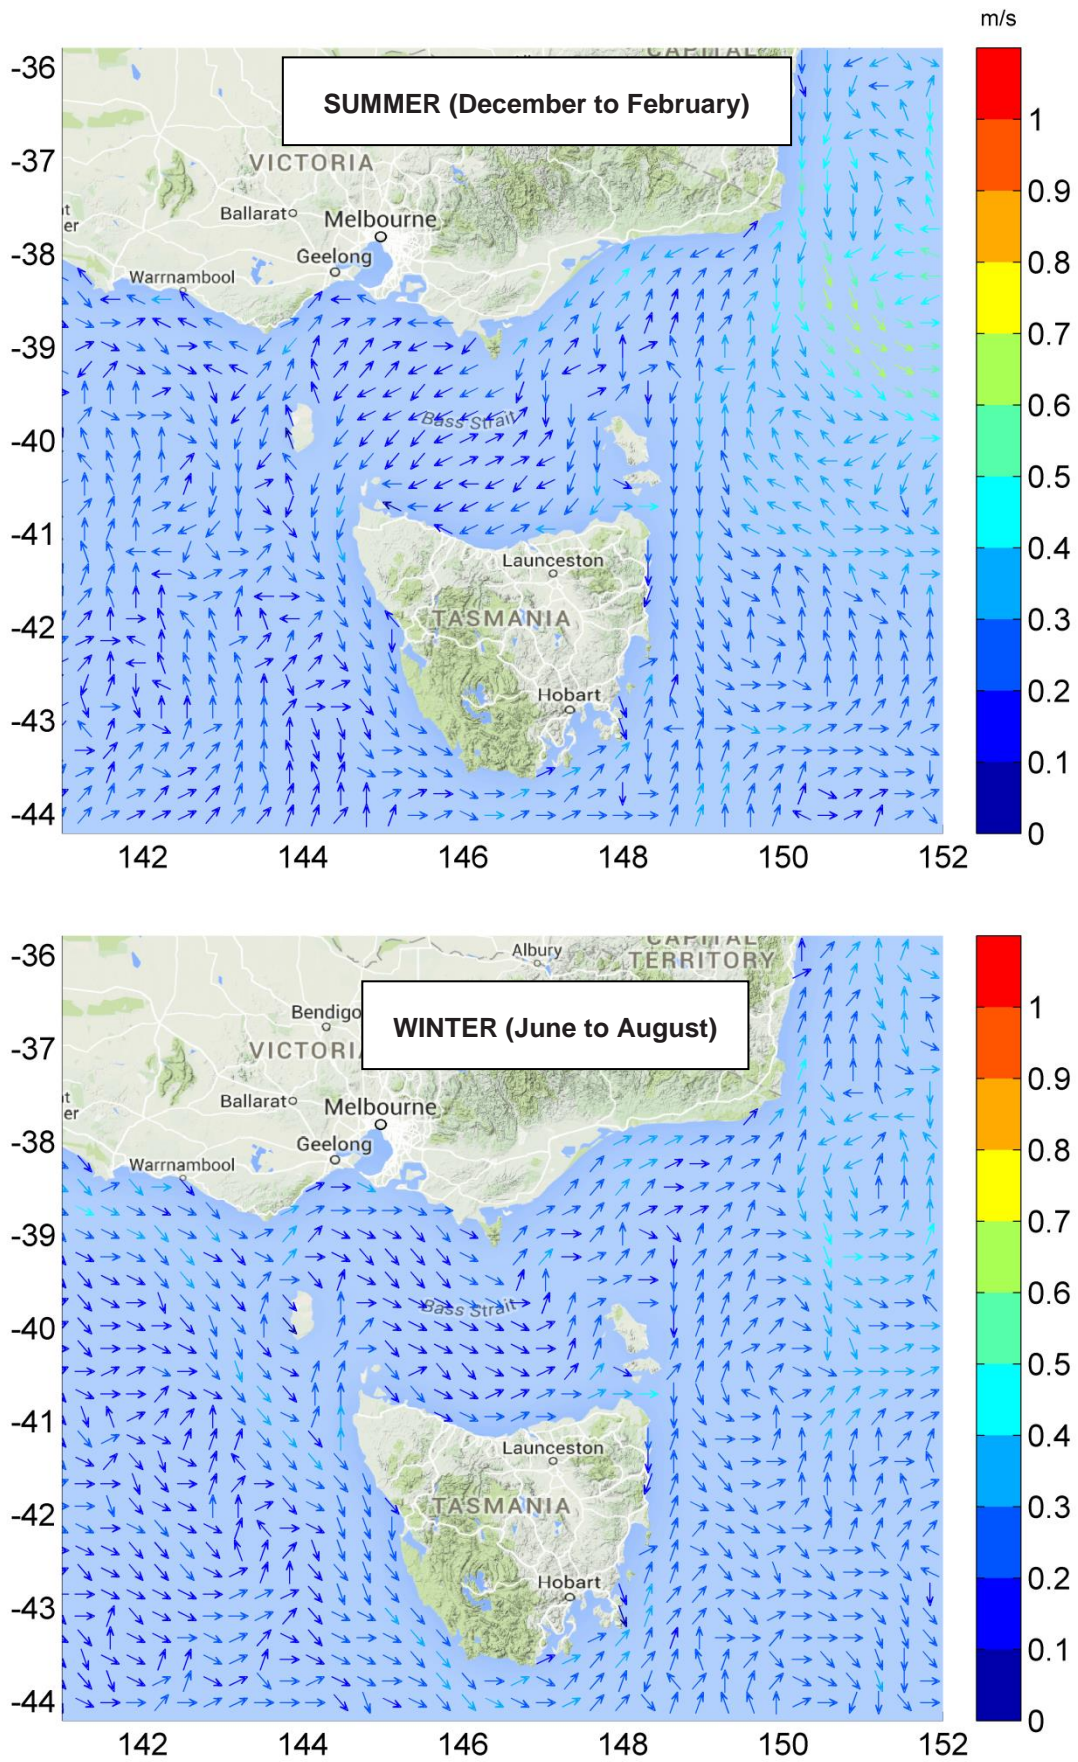 m/s
CAPITAL
-36
SUMMER (December to February)
1
-37
VICTORIA
0.9
Ballarat
Melbourne
er
-38
Geelong
0.8
Warrnambool
0.7
-39
0.6
Bass Strait
-40
0.5
-41
0.4
Launceston
-42
TASMANIA
0.3
0.2
Hobart
-43
0.1
-44
0
142
144
146
148
150
152
CAPITAL
-36
Albury
TERRITORY
Bendigo
1
WINTER (June to August)
-37
VICTORI
0.9
Ballarat
Melbourne
er
-38
Geelong
0.8
Warrnambool
0.7
-39
0.6
Bass Strait
-40
0.5
-41
0.4
Launceston
-42
TASMANIA
0.3
0.2
Hobart
-43
0.1
-44
0
142
144
146
148
150
152